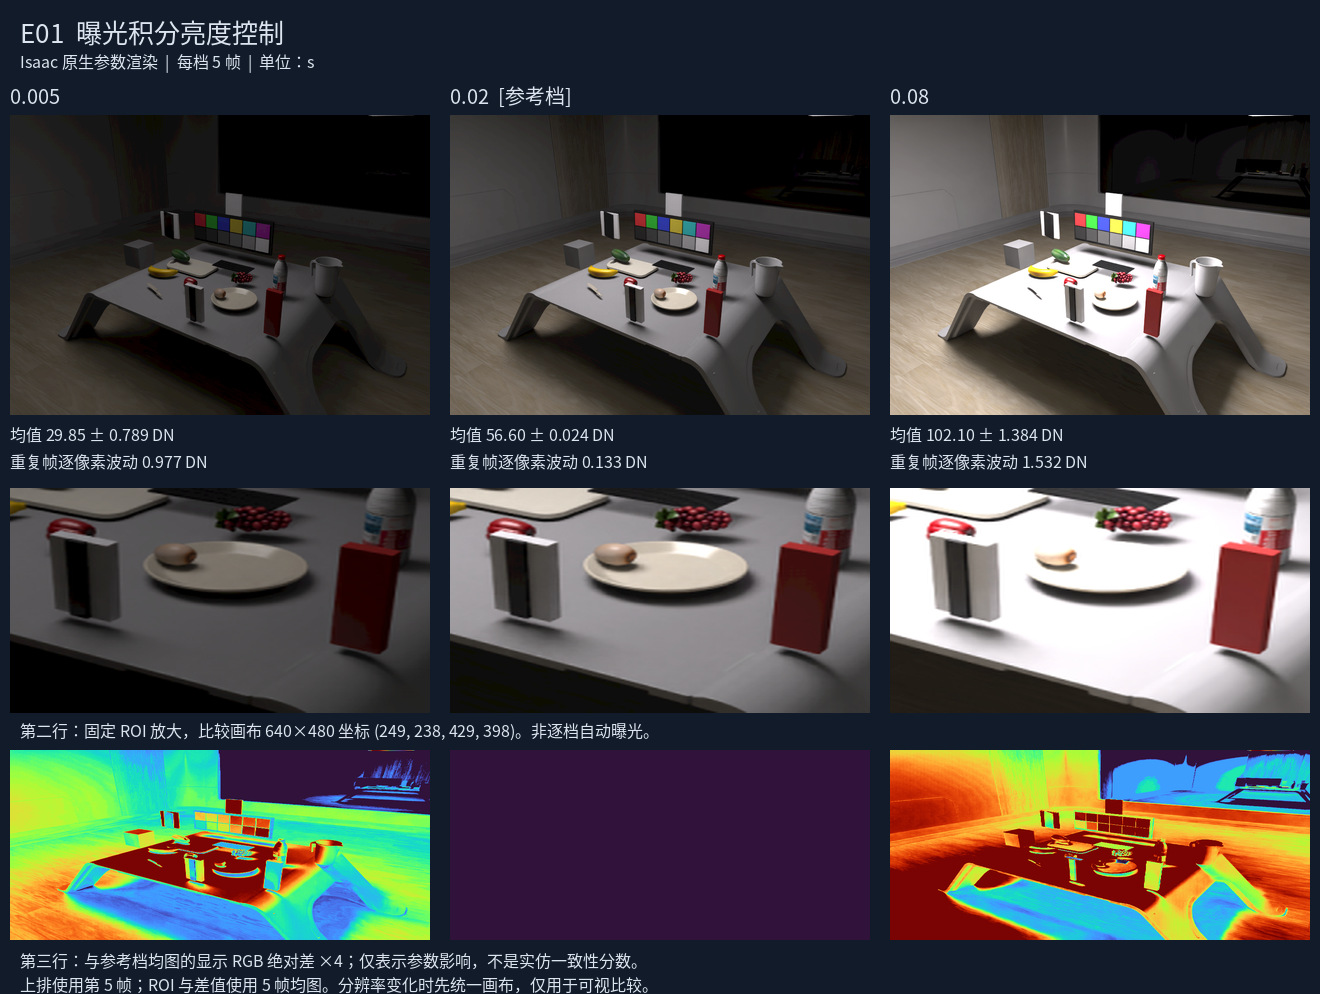 E01 曝光积分亮度控制
Isaac 原生参数渲染 | 每档 5 帧 | 单位：s
0.005
0.02 [参考档]
0.08
均值 29.85 ± 0.789 DN
重复帧逐像素波动 0.977 DN
均值 56.60 ± 0.024 DN
重复帧逐像素波动 0.133 DN
均值 102.10 ± 1.384 DN
重复帧逐像素波动 1.532 DN
第二行：固定 ROI 放大，比较画布 640×480 坐标 (249, 238, 429, 398)。非逐档自动曝光。
第三行：与参考档均图的显示 RGB 绝对差 ×4；仅表示参数影响，不是实仿一致性分数。
上排使用第 5 帧；ROI 与差值使用 5 帧均图。分辨率变化时先统一画布，仅用于可视比较。